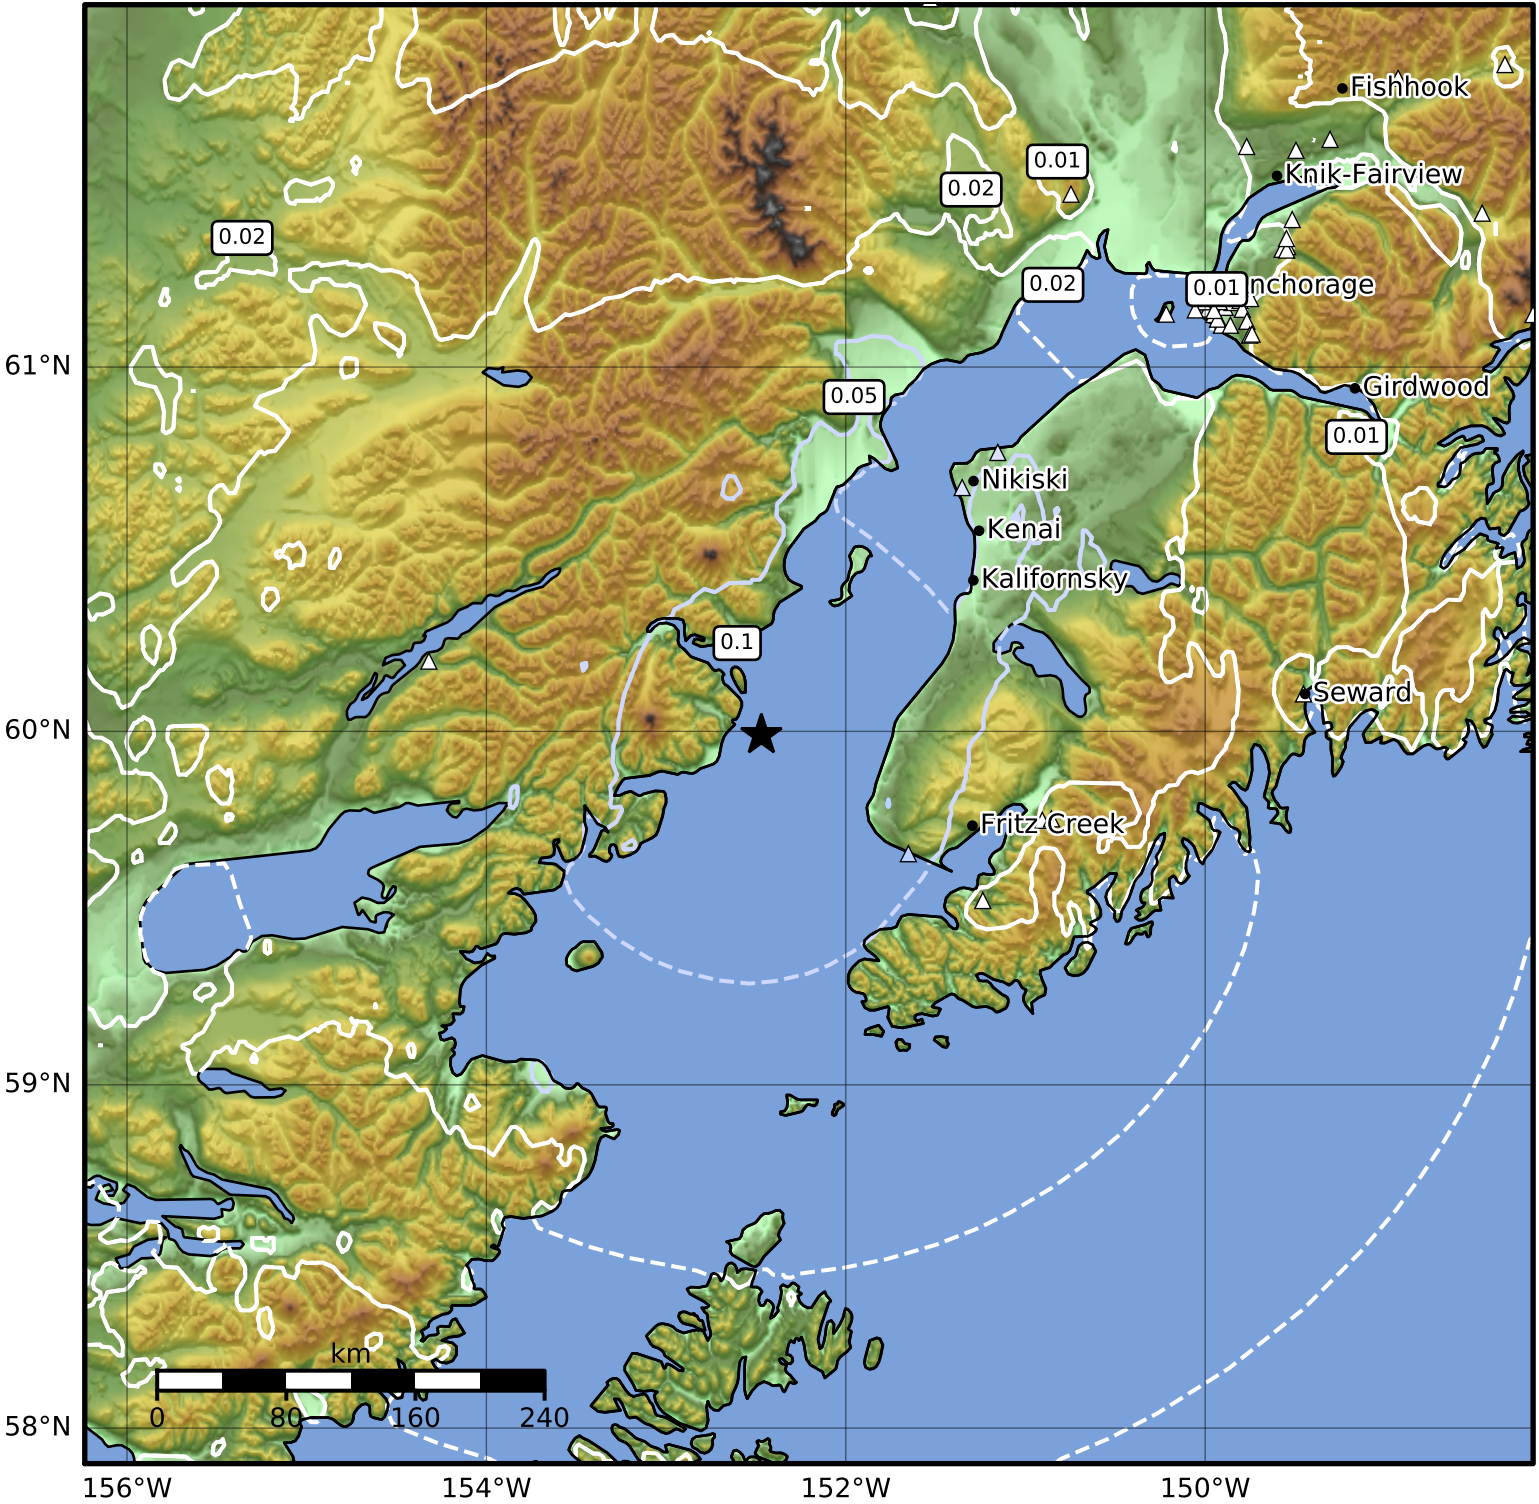 Fishhook
0.01
Knik-Fairview
0.02
0.02
0.02
0.01
nchorage
61°N
Girdwood
0.05
0.01
Nikiski
Kenai
Kalifornsky
0.1
Seward
60°N
Fritz Creek
59°N
km
0 80 160 240
58°N
156°W 154°W 152°W 150°W